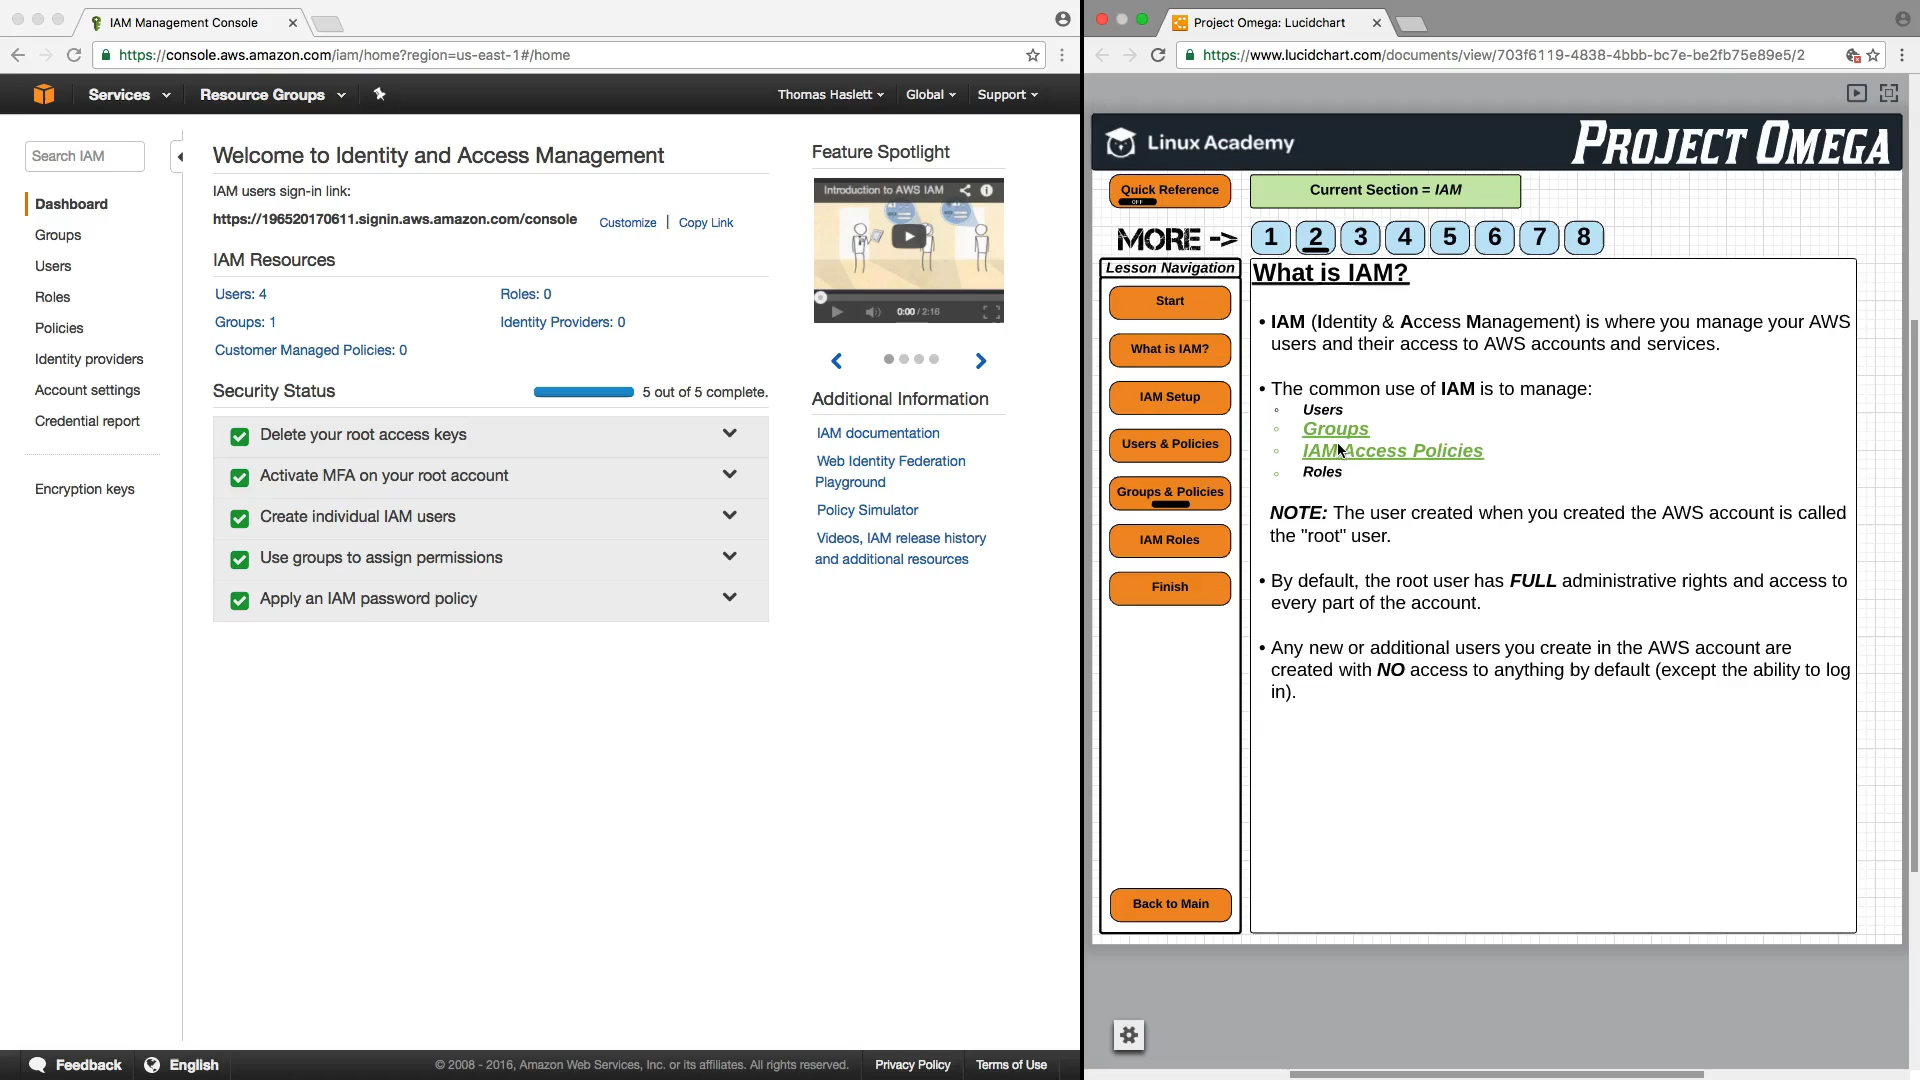 IAM Management Console
https://console.aws.amazon.com/iam/home?region=us-east-1#/home
Services
Resource Groups
Thomas Haslett
Global
Support
Search IAM
Dashboard
Groups
Users
Roles
Policies
Identity providers
Account settings
Credential report
Encryption keys
Welcome to Identity and Access Management
IAM users sign-in link:
https://196520170611.signin.aws.amazon.com/console
Customize | Copy Link
IAM Resources
Users: 4
Roles: 0
Groups: 1
Identity Providers: 0
Customer Managed Policies: 0
Security Status
5 out of 5 complete.
Delete your root access keys
Activate MFA on your root account
Create individual IAM users
Use groups to assign permissions
Apply an IAM password policy
Feature Spotlight
Introduction to AWS IAM
0:00 / 2:16
Additional Information
IAM documentation
Web Identity Federation
Playground
Policy Simulator
Videos, IAM release history
and additional resources
Feedback
English
© 2008 - 2016, Amazon Web Services, Inc. or its affiliates. All rights reserved.
Privacy Policy
Terms of Use
Project Omega: Lucidchart
https://www.lucidchart.com/documents/view/703f6119-4838-4bbb-bc7e-be2fb75e89e5/2
Linux Academy
PROJECT OMEGA
Quick Reference
OFF
Current Section = IAM
MORE ->
1 2 3 4 5 6 7 8
Lesson Navigation
Start
What is IAM?
IAM Setup
Users & Policies
Groups & Policies
IAM Roles
Finish
Back to Main
What is IAM?
• IAM (Identity & Access Management) is where you manage your AWS
users and their access to AWS accounts and services.
• The common use of IAM is to manage:
◦ Users
◦ Groups
◦ IAM Access Policies
◦ Roles
NOTE: The user created when you created the AWS account is called
the "root" user.
• By default, the root user has FULL administrative rights and access to
every part of the account.
• Any new or additional users you create in the AWS account are
created with NO access to anything by default (except the ability to log
in).